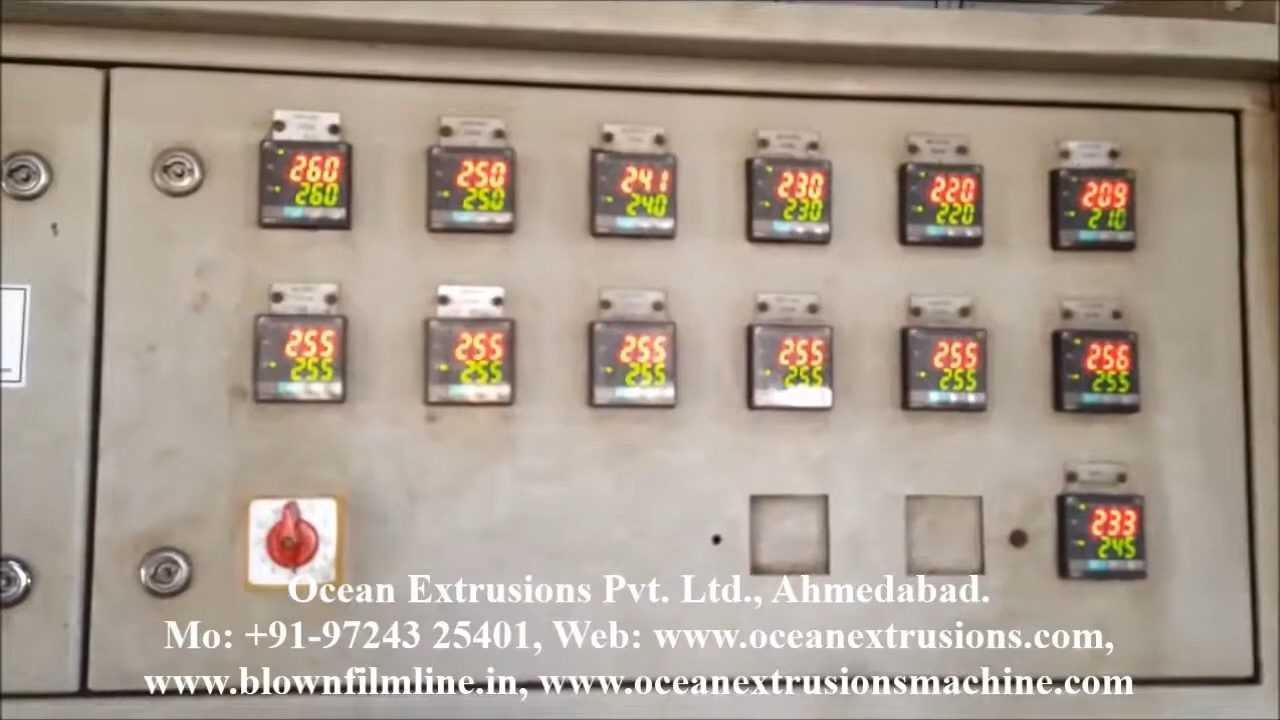 260 250 241 230 220 209
260 250 240 230 220 210
255 255 255 255 255 256
255 255 255 255 255 255
233
245
Ocean Extrusions Pvt. Ltd., Ahmedabad.
Mo: +91-97243 25401, Web: www.oceanextrusions.com,
www.blownfilmline.in, www.oceanextrusionsmachine.com